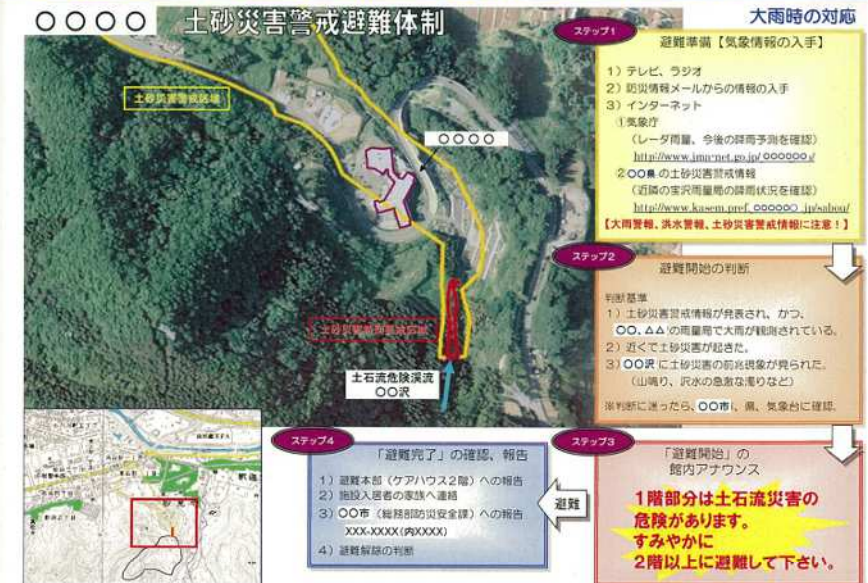 〇〇〇〇 土砂災害警戒避難体制
大雨時の対応
土砂災害警戒区域
〇〇〇〇
土砂災害特別警戒区域
土石流危険渓流
〇〇沢
ステップ1
避難準備【気象情報の入手】
1）テレビ、ラジオ
2）防災情報メールからの情報の入手
3）インターネット
①気象庁
（レーダ雨量、今後の降雨予測を確認）
http://www.jma-net.go.jp/○○○○○○s/
②〇〇県の土砂災害警戒情報
（近隣の宝沢雨量局の降雨状況を確認）
http://www.kasem.pref.○○○○○○.jp/sabou/
【大雨警報、洪水警報、土砂災害警戒情報に注意！】
ステップ2
避難開始の判断
判断基準
1）土砂災害警戒情報が発表され、かつ、
〇〇、△△の雨量局で大雨が観測されている。
2）近くで土砂災害が起きた。
3）〇〇沢に土砂災害の前兆現象が見られた。
（山鳴り、沢水の急激な濁りなど）
※判断に迷ったら、〇〇市、県、気象台に確認。
ステップ3
「避難開始」の
館内アナウンス
1階部分は土石流災害の
危険があります。
すみやかに
2階以上に避難して下さい。
避難
ステップ4
「避難完了」の確認、報告
1）避難本部（ケアハウス2階）への報告
2）施設入居者の家族へ連絡
3）〇〇市（総務部防災安全課）への報告
XXX-XXXX(内XXXX)
4）避難解除の判断